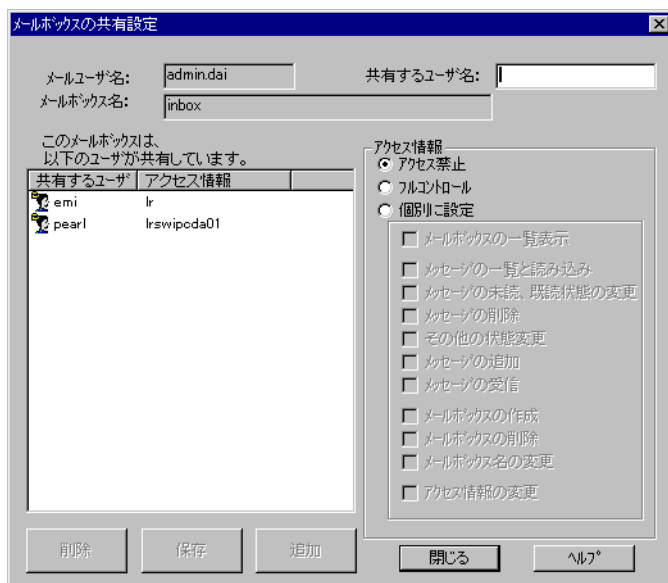 メールボックスの共有設定
メールユーザ名: admin.dai 共有するユーザ名:
メールボックス名: inbox
このメールボックスは、
以下のユーザが共有しています。
共有するユーザ アクセス情報
emi lr
pearl lrswipcda01
アクセス情報
アクセス禁止
フルコントロール
個別に設定
メールボックスの一覧表示
メッセージの一覧と読み込み
メッセージの未読、既読状態の変更
メッセージの削除
その他の状態変更
メッセージの追加
メッセージの受信
メールボックスの作成
メールボックスの削除
メールボックス名の変更
アクセス情報の変更
削除 保存 追加 閉じる ヘルプ